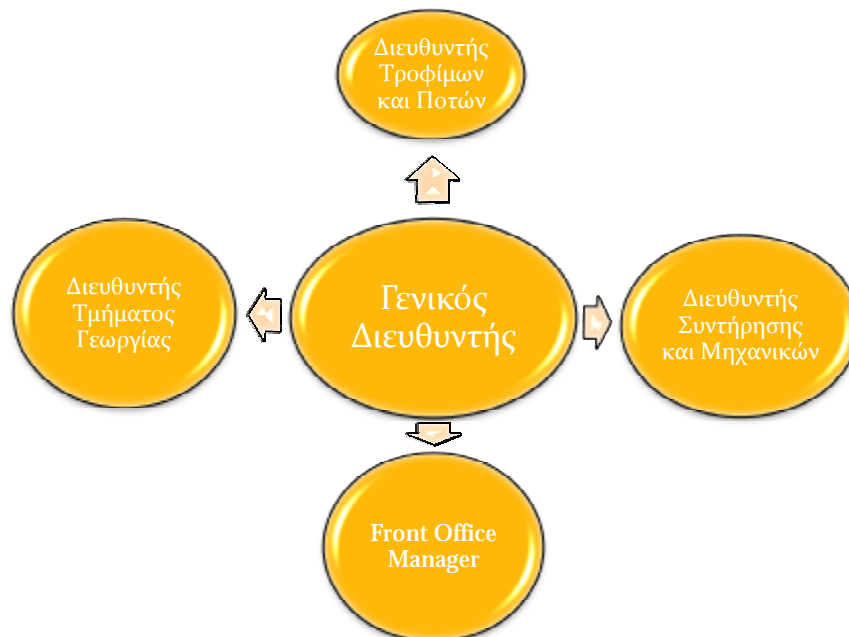 Διευθυντής
Τροφίμων
και Ποτών
Διευθυντής
Τμήματος
Γεωργίας
Γενικός
Διευθυντής
Διευθυντής
Συντήρησης
και Μηχανικών
Front Office
Manager